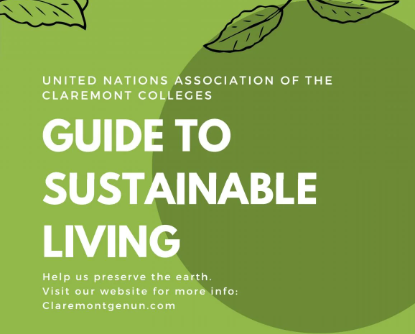 UNITED NATIONS ASSOCIATION OF THE
CLAREMONT COLLEGES
GUIDE TO
SUSTAINABLE
LIVING
Help us preserve the earth.
Visit our website for more info:
Claremontgenun.com